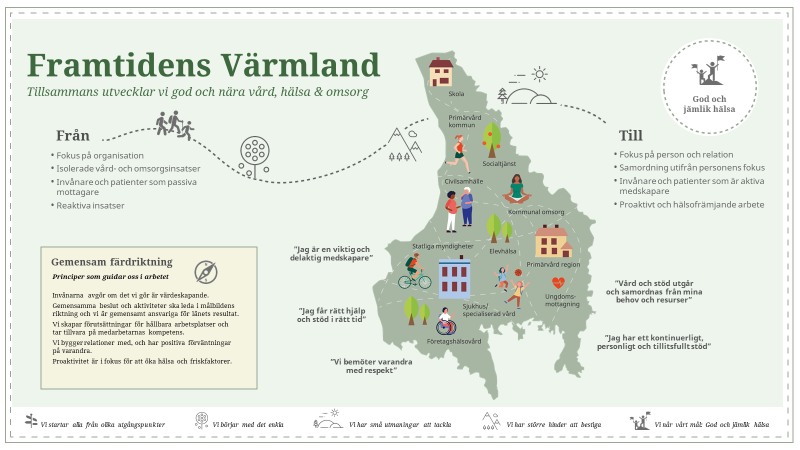 Framtidens Värmland
Tillsammans utvecklar vi god och nära vård, hälsa & omsorg
Från
• Fokus på organisation
• Isolerade vård- och omsorgsinsatser
• Invånare och patienter som passiva
mottagare
• Reaktiva insatser
Gemensam färdriktning
Principer som guidar oss i arbetet
Invånarna avgör om det vi gör är värdeskapande.
Gemensamma beslut och aktiviteter ska leda i målbildens
riktning och vi är gemensamt ansvariga för länets resultat.
Vi skapar förutsättningar för hållbara arbetsplatser och
tar tillvara på medarbetarnas kompetens.
Vi bygger relationer med, och har positiva förväntningar
på varandra.
Proaktivitet är i fokus för att öka hälsa och friskfaktorer.
"Jag är en viktig och
delaktig medskapare"
"Jag får rätt hjälp
och stöd i rätt tid"
"Vi bemöter varandra
med respekt"
Skola
Primärvård
kommun
Socialtjänst
Civilsamhälle
Kommunal omsorg
Statliga myndigheter
Elevhälsa
Primärvård region
Ungdoms-
mottagning
Sjukhus/
specialiserad vård
Företagshälsovård
God och
jämlik hälsa
Till
• Fokus på person och relation
• Samordning utifrån personens fokus
• Invånare och patienter som är aktiva
medskapare
• Proaktivt och hälsofrämjande arbete
"Vård och stöd utgår
och samordnas från mina
behov och resurser"
"Jag har ett kontinuerligt,
personligt och tillitsfullt stöd"
Vi startar alla från olika utgångspunkter
Vi börjar med det enkla
Vi har små utmaningar att tackla
Vi har större hinder att bestiga
Vi når vårt mål: God och jämlik hälsa